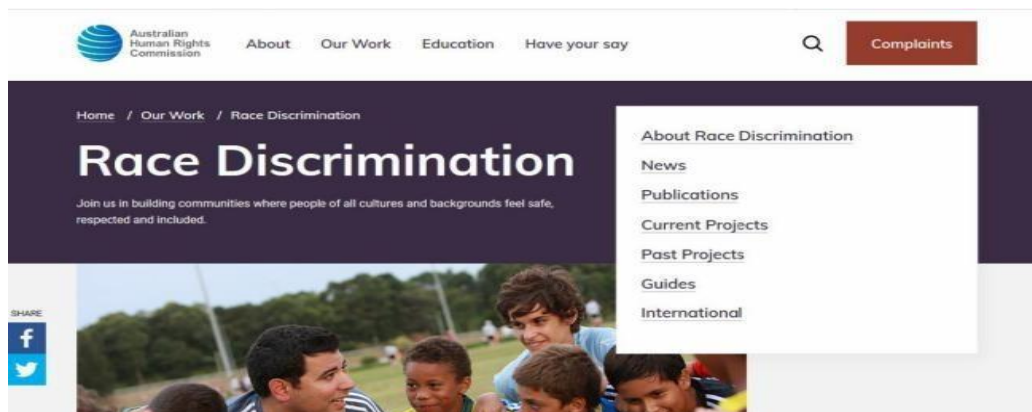 Australian
Human Rights
Commission
About Our Work Education Have your say
Complaints
Home / Our Work / Race Discrimination
Race Discrimination
Join us in building communities where people of all cultures and backgrounds feel safe,
respected and included.
About Race Discrimination
News
Publications
Current Projects
Past Projects
Guides
International
SHARE